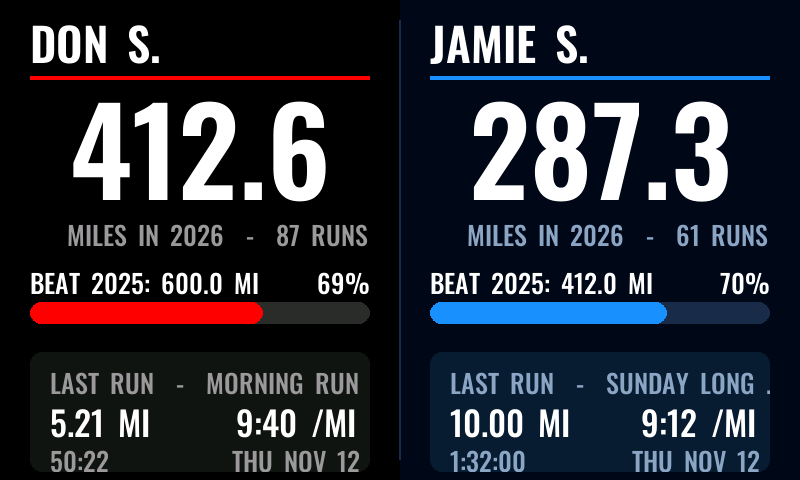 DON S.
412.6
MILES IN 2026 - 87 RUNS
BEAT 2025: 600.0 MI 69%
LAST RUN - MORNING RUN
5.21 MI 9:40 /MI
50:22 THU NOV 12
JAMIE S.
287.3
MILES IN 2026 - 61 RUNS
BEAT 2025: 412.0 MI 70%
LAST RUN - SUNDAY LONG .
10.00 MI 9:12 /MI
1:32:00 THU NOV 12